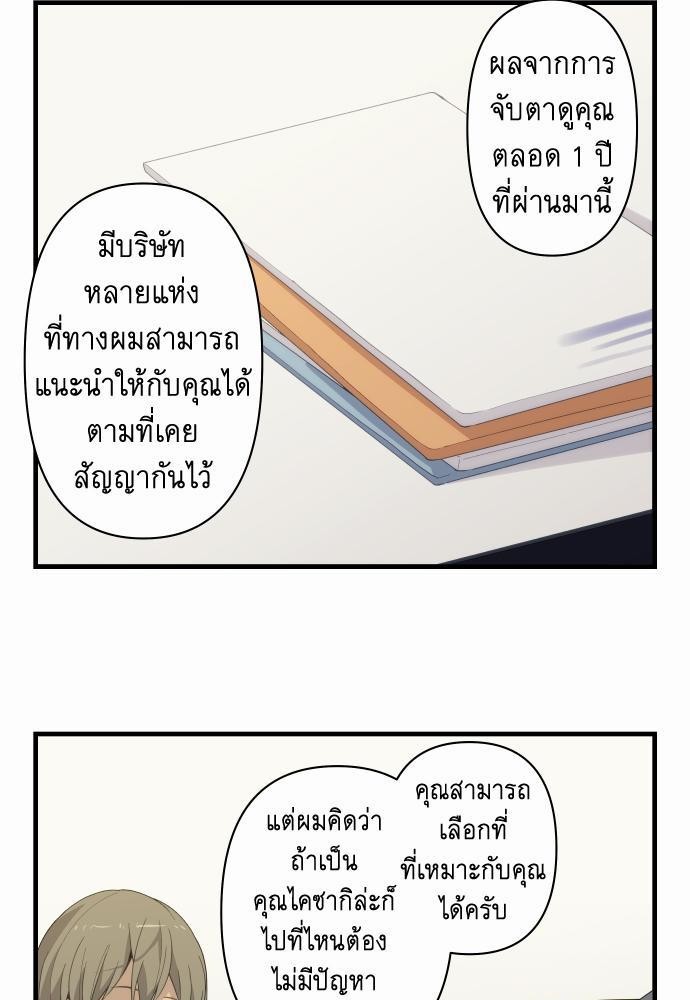 ผลจากการ
จับตาดูคุณ
ตลอด 1 ปี
ที่ผ่านมานี้
มีบริษัท
หลายแห่ง
ที่ทางผมสามารถ
แนะนำให้กับคุณได้
ตามที่เคย
สัญญากันไว้
คุณสามารถ
เลือกที่
ที่เหมาะกับคุณ
ได้ครับ
แต่ผมคิดว่า
ถ้าเป็น
คุณไคซากิล่ะก็
ไปที่ไหนต้อง
ไม่มีปัญหา